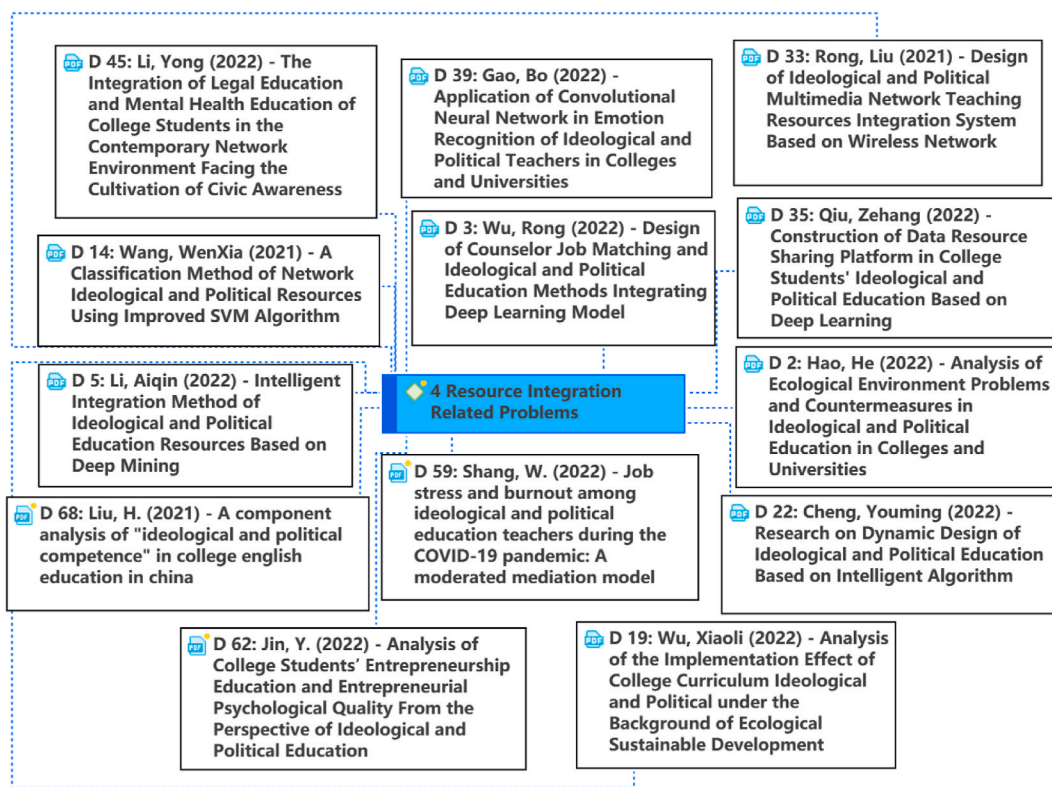 D 45: Li, Yong (2022) - The
Integration of Legal Education
and Mental Health Education of
College Students in the
Contemporary Network
Environment Facing the
Cultivation of Civic Awareness
D 39: Gao, Bo (2022) -
Application of Convolutional
Neural Network in Emotion
Recognition of Ideological and
Political Teachers in Colleges
and Universities
D 33: Rong, Liu (2021) - Design
of Ideological and Political
Multimedia Network Teaching
Resources Integration System
Based on Wireless Network
D 14: Wang, WenXia (2021) - A
Classification Method of Network
Ideological and Political Resources
Using Improved SVM Algorithm
D 3: Wu, Rong (2022) - Design
of Counselor Job Matching and
Ideological and Political
Education Methods Integrating
Deep Learning Model
D 35: Qiu, Zehang (2022) -
Construction of Data Resource
Sharing Platform in College
Students' Ideological and
Political Education Based on
Deep Learning
D 5: Li, Aiqin (2022) - Intelligent
Integration Method of
Ideological and Political
Education Resources Based on
Deep Mining
4 Resource Integration
Related Problems
D 2: Hao, He (2022) - Analysis of
Ecological Environment Problems
and Countermeasures in
Ideological and Political
Education in Colleges and
Universities
D 68: Liu, H. (2021) - A component
analysis of "ideological and political
competence" in college english
education in china
D 59: Shang, W. (2022) - Job
stress and burnout among
ideological and political
education teachers during the
COVID-19 pandemic: A
moderated mediation model
D 22: Cheng, Youming (2022) -
Research on Dynamic Design of
Ideological and Political Education
Based on Intelligent Algorithm
D 62: Jin, Y. (2022) - Analysis of
College Students’ Entrepreneurship
Education and Entrepreneurial
Psychological Quality From the
Perspective of Ideological and
Political Education
D 19: Wu, Xiaoli (2022) - Analysis
of the Implementation Effect of
College Curriculum Ideological
and Political under the
Background of Ecological
Sustainable Development